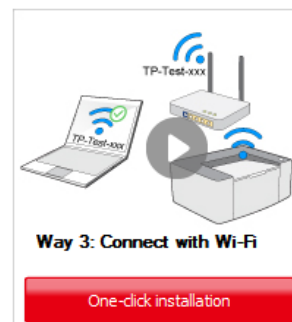 TP-Test-xxx
TP-Test-xxx
Way 3: Connect with Wi-Fi
One-click installation